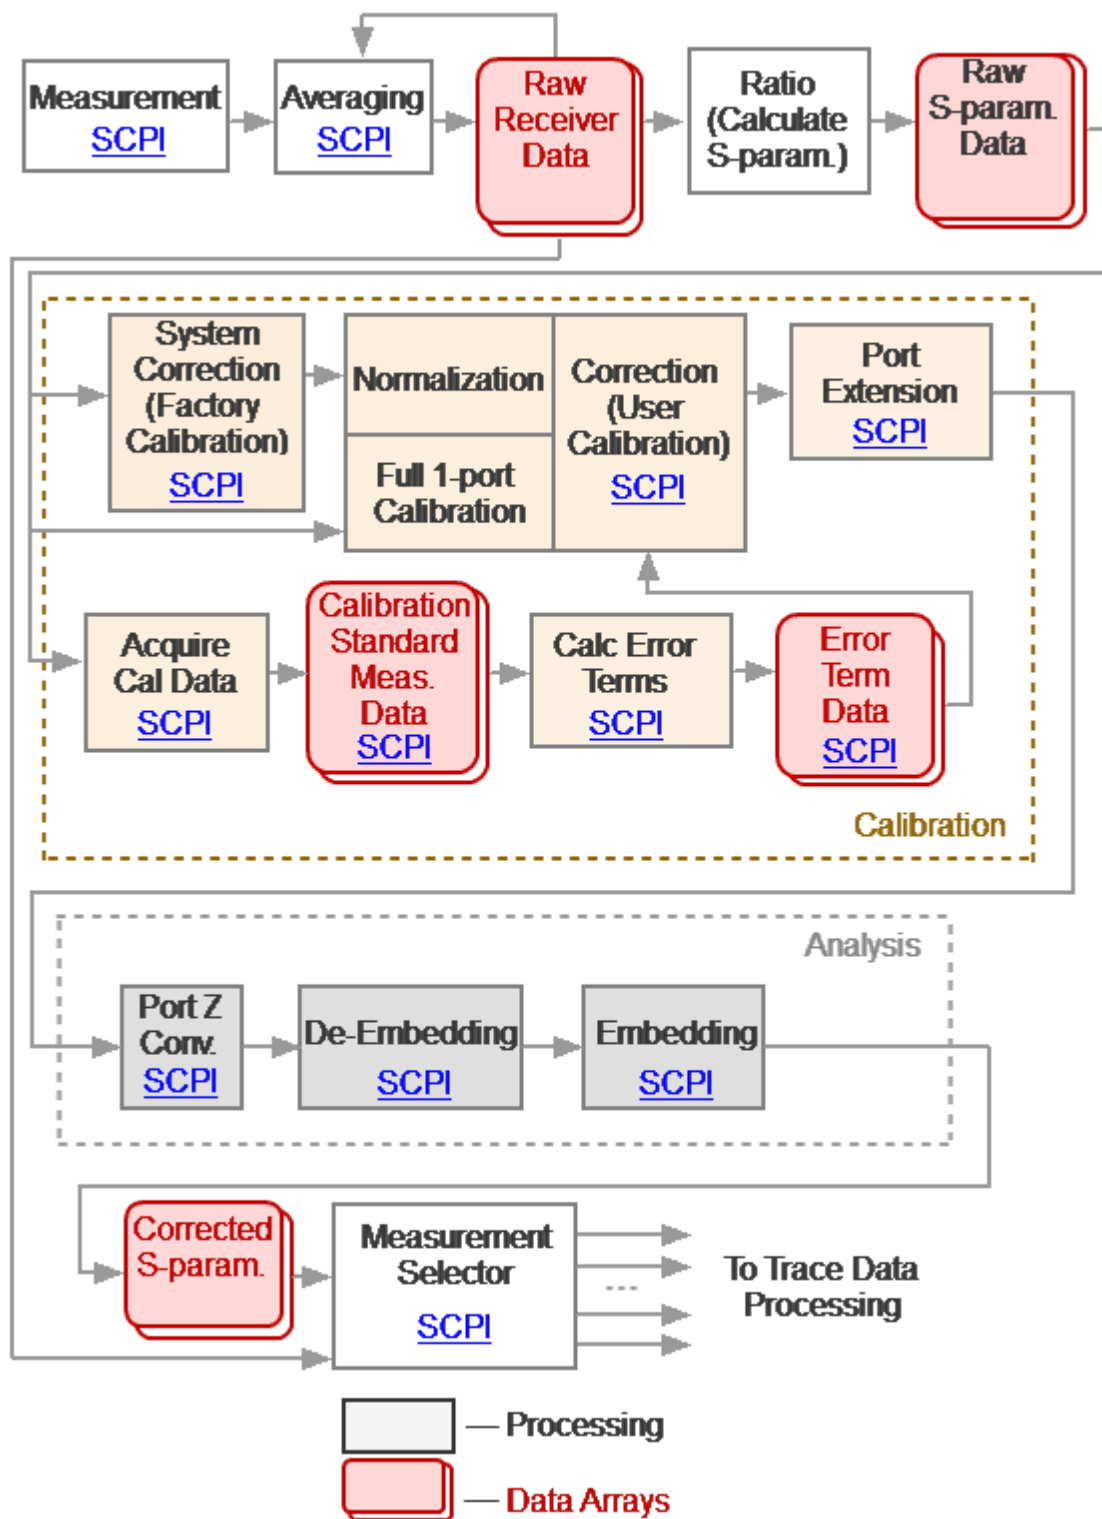 Measurement
SCPI
Averaging
SCPI
Raw
Receiver
Data
Ratio
(Calculate
S-param.)
Raw
S-param.
Data
System
Correction
(Factory
Calibration)
SCPI
Normalization
Full 1-port
Calibration
Correction
(User
Calibration)
SCPI
Port
Extension
SCPI
Acquire
Cal Data
SCPI
Calibration
Standard
Meas.
Data
SCPI
Calc Error
Terms
SCPI
Error
Term
Data
SCPI
Calibration
Analysis
Port Z
Conv.
SCPI
De-Embedding
SCPI
Embedding
SCPI
Corrected
S-param.
Measurement
Selector
SCPI
To Trace Data
Processing
— Processing
— Data Arrays